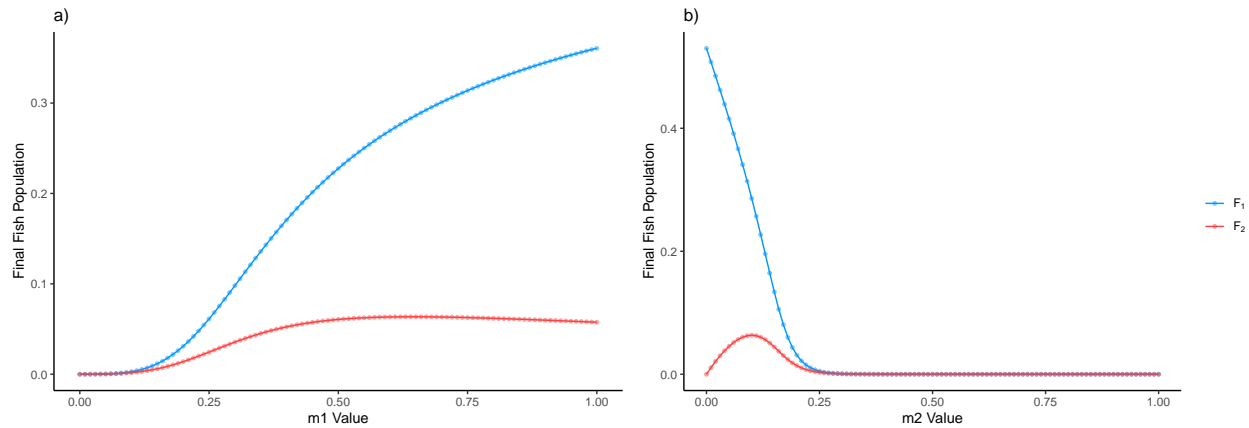 a)
Final Fish Population
0.3
0.2
0.1
0.0
0.00 0.25 0.50 0.75 1.00
m1 Value
b)
Final Fish Population
0.4
0.2
0.0
0.00 0.25 0.50 0.75 1.00
m2 Value
F₁
F₂